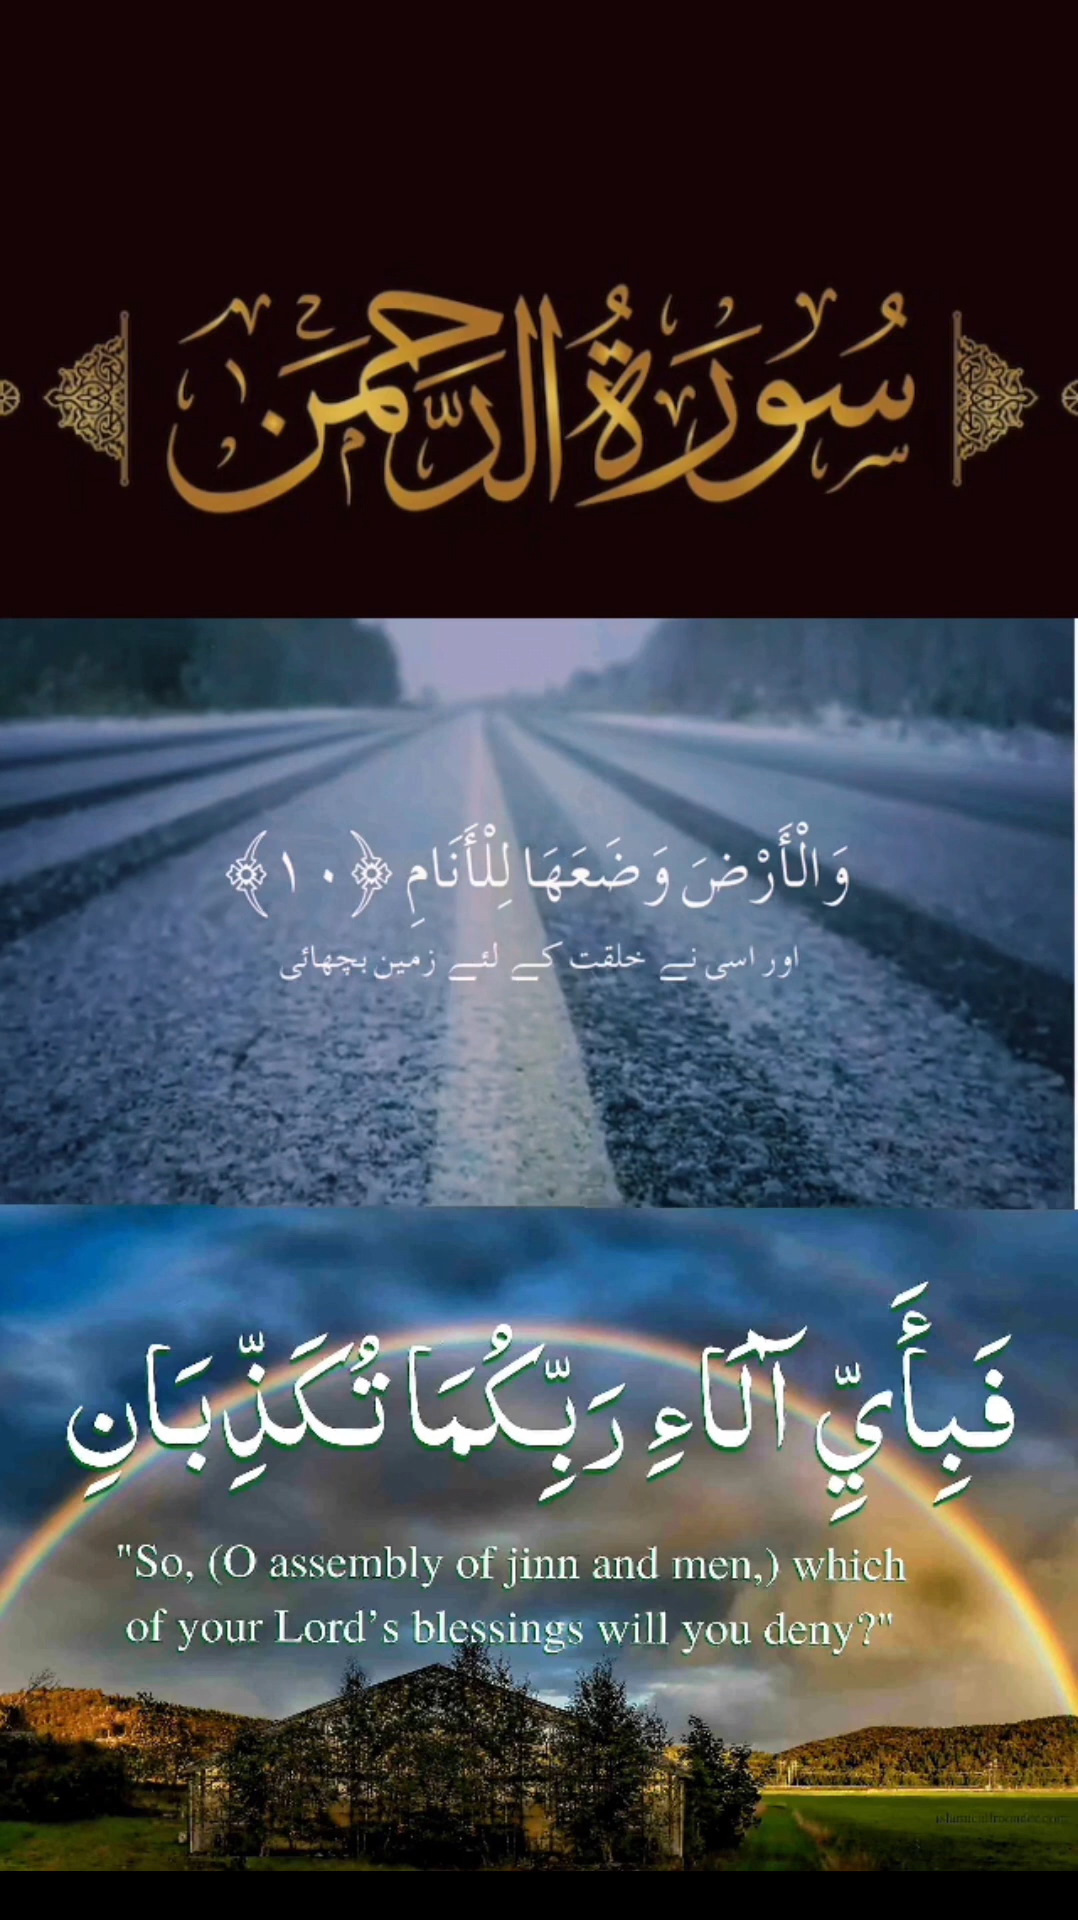 سُورَةُ الرَّحْمَٰن
وَالْأَرْضَ وَضَعَهَا لِلْأَنَامِ ﴿١٠﴾
اور اسی نے خلقت کے لئے زمین بچھائی
فَبِأَيِّ آلَاءِ رَبِّكُمَا تُكَذِّبَانِ
"So, (O assembly of jinn and men,) which
of your Lord’s blessings will you deny?"